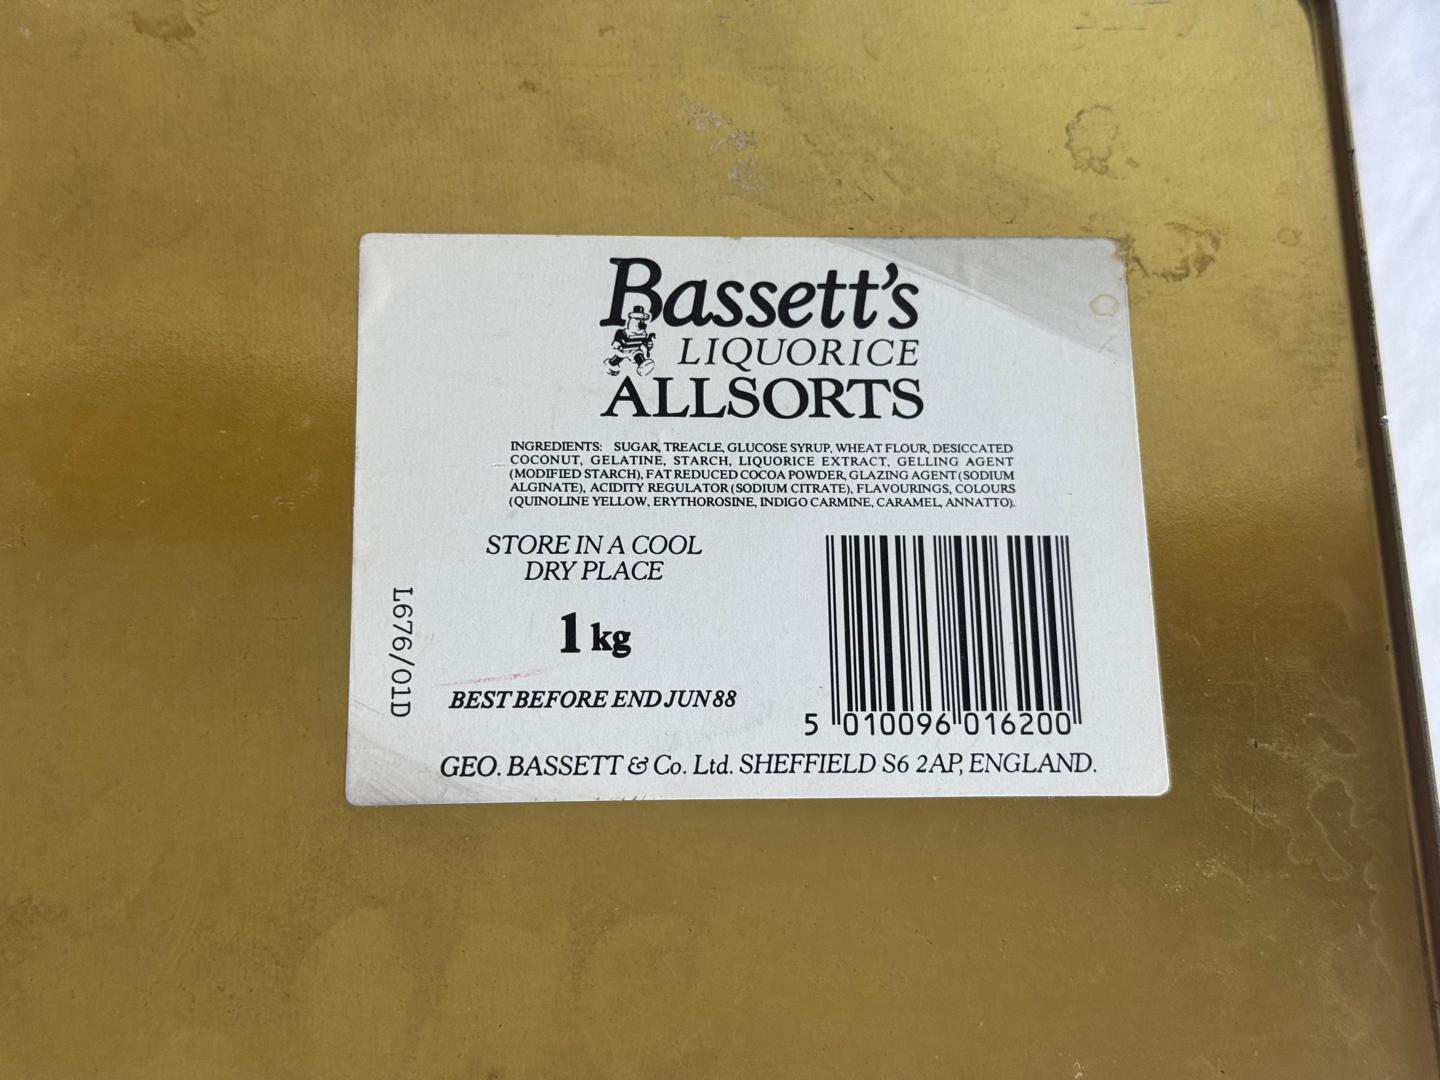 Bassett's
LIQUORICE
ALLSORTS
INGREDIENTS: SUGAR, TREACLE, GLUCOSE SYRUP, WHEAT FLOUR, DESICCATED
COCONUT, GELATINE, STARCH, LIQUORICE EXTRACT, GELLING AGENT
(MODIFIED STARCH), FAT REDUCED COCOA POWDER, GLAZING AGENT (SODIUM
ALGINATE), ACIDITY REGULATOR (SODIUM CITRATE), FLAVOURINGS, COLOURS
(QUINOLINE YELLOW, ERYTHOROSINE, INDIGO CARMINE, CARAMEL, ANNATTO).
STORE IN A COOL
DRY PLACE
1 kg
BEST BEFORE END JUN 88
L676/01D
5 010096 016200
GEO. BASSETT & Co. Ltd. SHEFFIELD S6 2AP, ENGLAND.